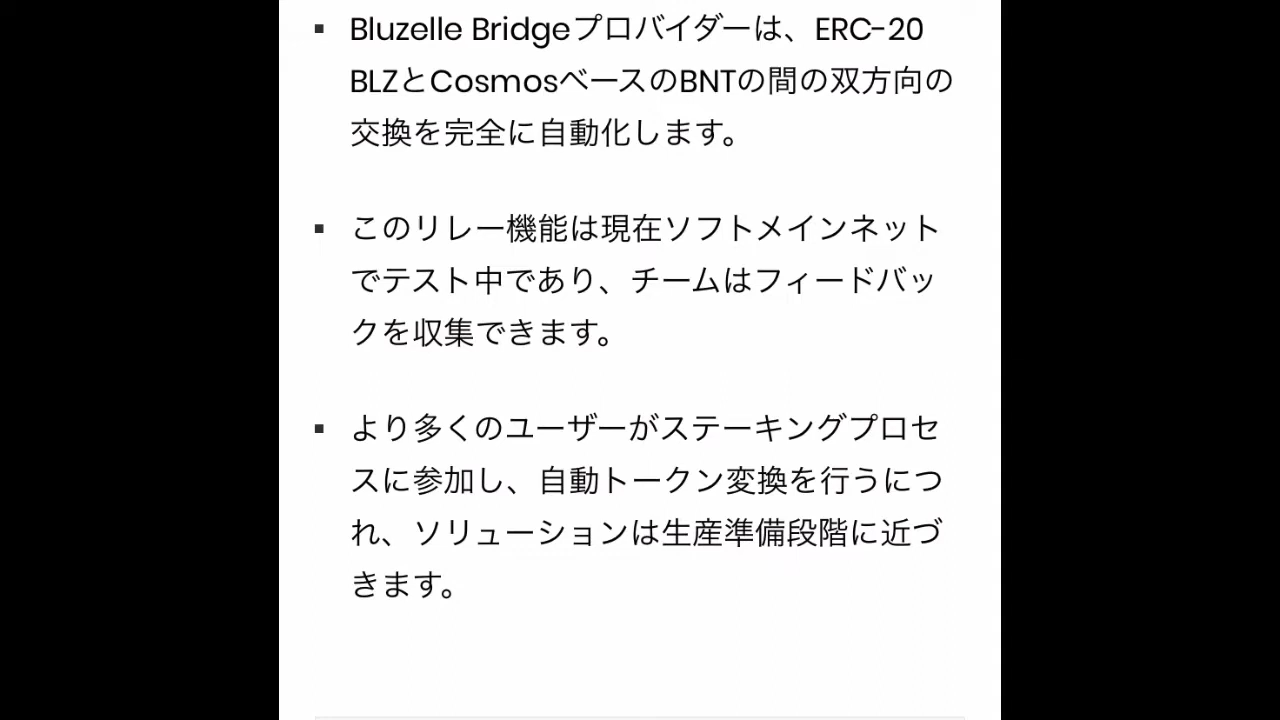 ▪ Bluzelle Bridgeプロバイダーは、ERC-20
BLZとCosmosベースのBNTの間の双方向の
交換を完全に自動化します。
▪ このリレー機能は現在ソフトメインネット
でテスト中であり、チームはフィードバッ
クを収集できます。
▪ より多くのユーザーがステーキングプロセ
スに参加し、自動トークン変換を行うにつ
れ、ソリューションは生産準備段階に近づ
きます。